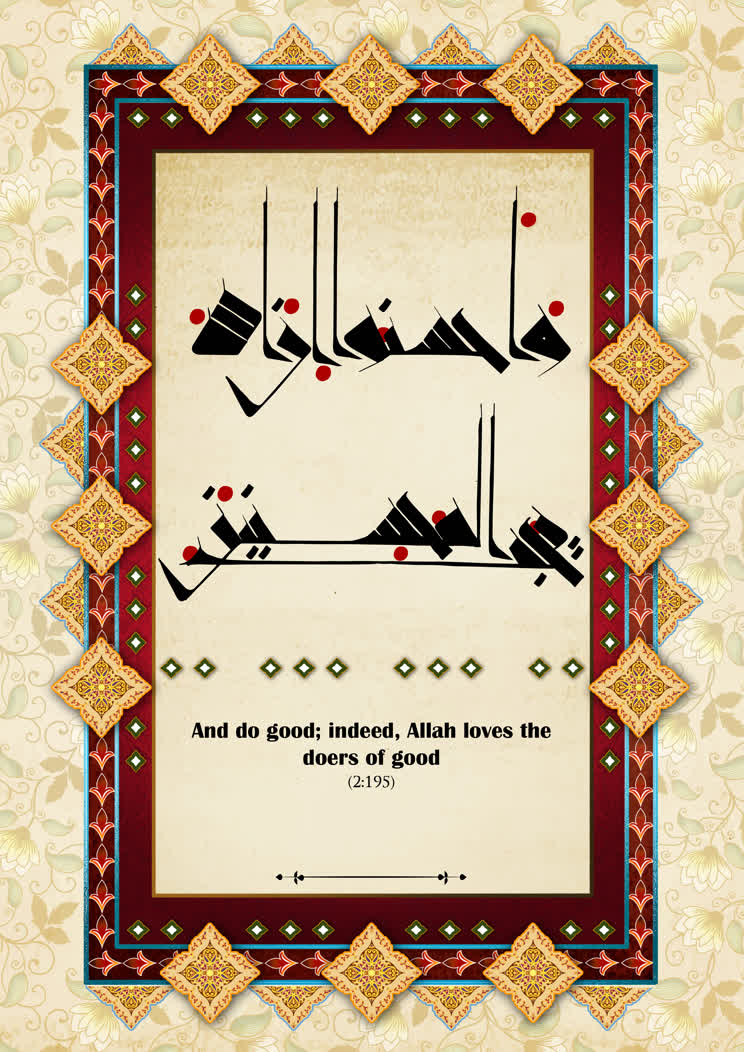 وأحسنوا إن الله
يحب المحسنين
And do good; indeed, Allah loves the
doers of good
(2:195)